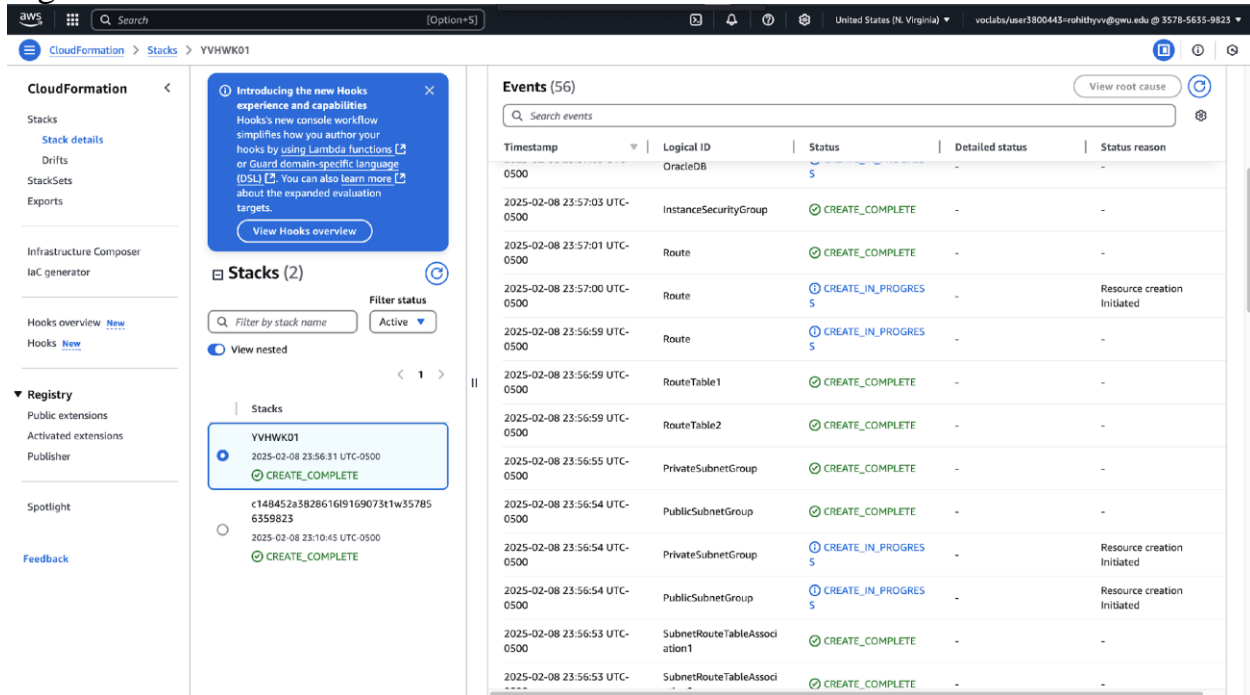 aws
Search [Option+S]
United States (N. Virginia) ▼ voclabs/user3800443=rohithyvv@gwu.edu @ 3578-5635-9823 ▼
CloudFormation > Stacks > YVHWK01
CloudFormation
Stacks
Stack details
Drifts
StackSets
Exports
Infrastructure Composer
IaC generator
Hooks overview New
Hooks New
Registry
Public extensions
Activated extensions
Publisher
Spotlight
Feedback
Introducing the new Hooks
experience and capabilities
Hooks's new console workflow
simplifies how you author your
hooks by using Lambda functions
or Guard domain-specific language
(DSL). You can also learn more
about the expanded evaluation
targets.
View Hooks overview
Stacks (2)
Filter status
Filter by stack name
Active
View nested
1
Stacks
YVHWK01
2025-02-08 23:56:31 UTC-0500
CREATE_COMPLETE
c148452a3828616l9169073t1w35785
6359823
2025-02-08 23:10:45 UTC-0500
CREATE_COMPLETE
Events (56)
View root cause
Search events
Timestamp Logical ID Status Detailed status Status reason
0500 OracleDB S - -
2025-02-08 23:57:03 UTC-
0500 InstanceSecurityGroup CREATE_COMPLETE - -
2025-02-08 23:57:01 UTC-
0500 Route CREATE_COMPLETE - -
2025-02-08 23:57:00 UTC- CREATE_IN_PROGRES Resource creation
0500 Route S - Initiated
2025-02-08 23:56:59 UTC- CREATE_IN_PROGRES
0500 Route S - -
2025-02-08 23:56:59 UTC-
0500 RouteTable1 CREATE_COMPLETE - -
2025-02-08 23:56:59 UTC-
0500 RouteTable2 CREATE_COMPLETE - -
2025-02-08 23:56:55 UTC-
0500 PrivateSubnetGroup CREATE_COMPLETE - -
2025-02-08 23:56:54 UTC-
0500 PublicSubnetGroup CREATE_COMPLETE - -
2025-02-08 23:56:54 UTC- CREATE_IN_PROGRES Resource creation
0500 PrivateSubnetGroup S - Initiated
2025-02-08 23:56:54 UTC- CREATE_IN_PROGRES Resource creation
0500 PublicSubnetGroup S - Initiated
2025-02-08 23:56:53 UTC- SubnetRouteTableAssoci
0500 ation1 CREATE_COMPLETE - -
2025-02-08 23:56:53 UTC- SubnetRouteTableAssoci
CREATE_COMPLETE - -